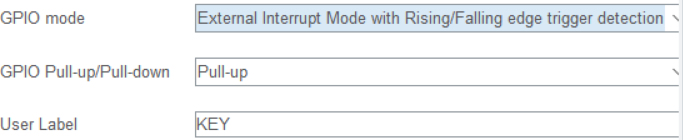 GPIO mode External Interrupt Mode with Rising/Falling edge trigger detection
GPIO Pull-up/Pull-down Pull-up
User Label KEY